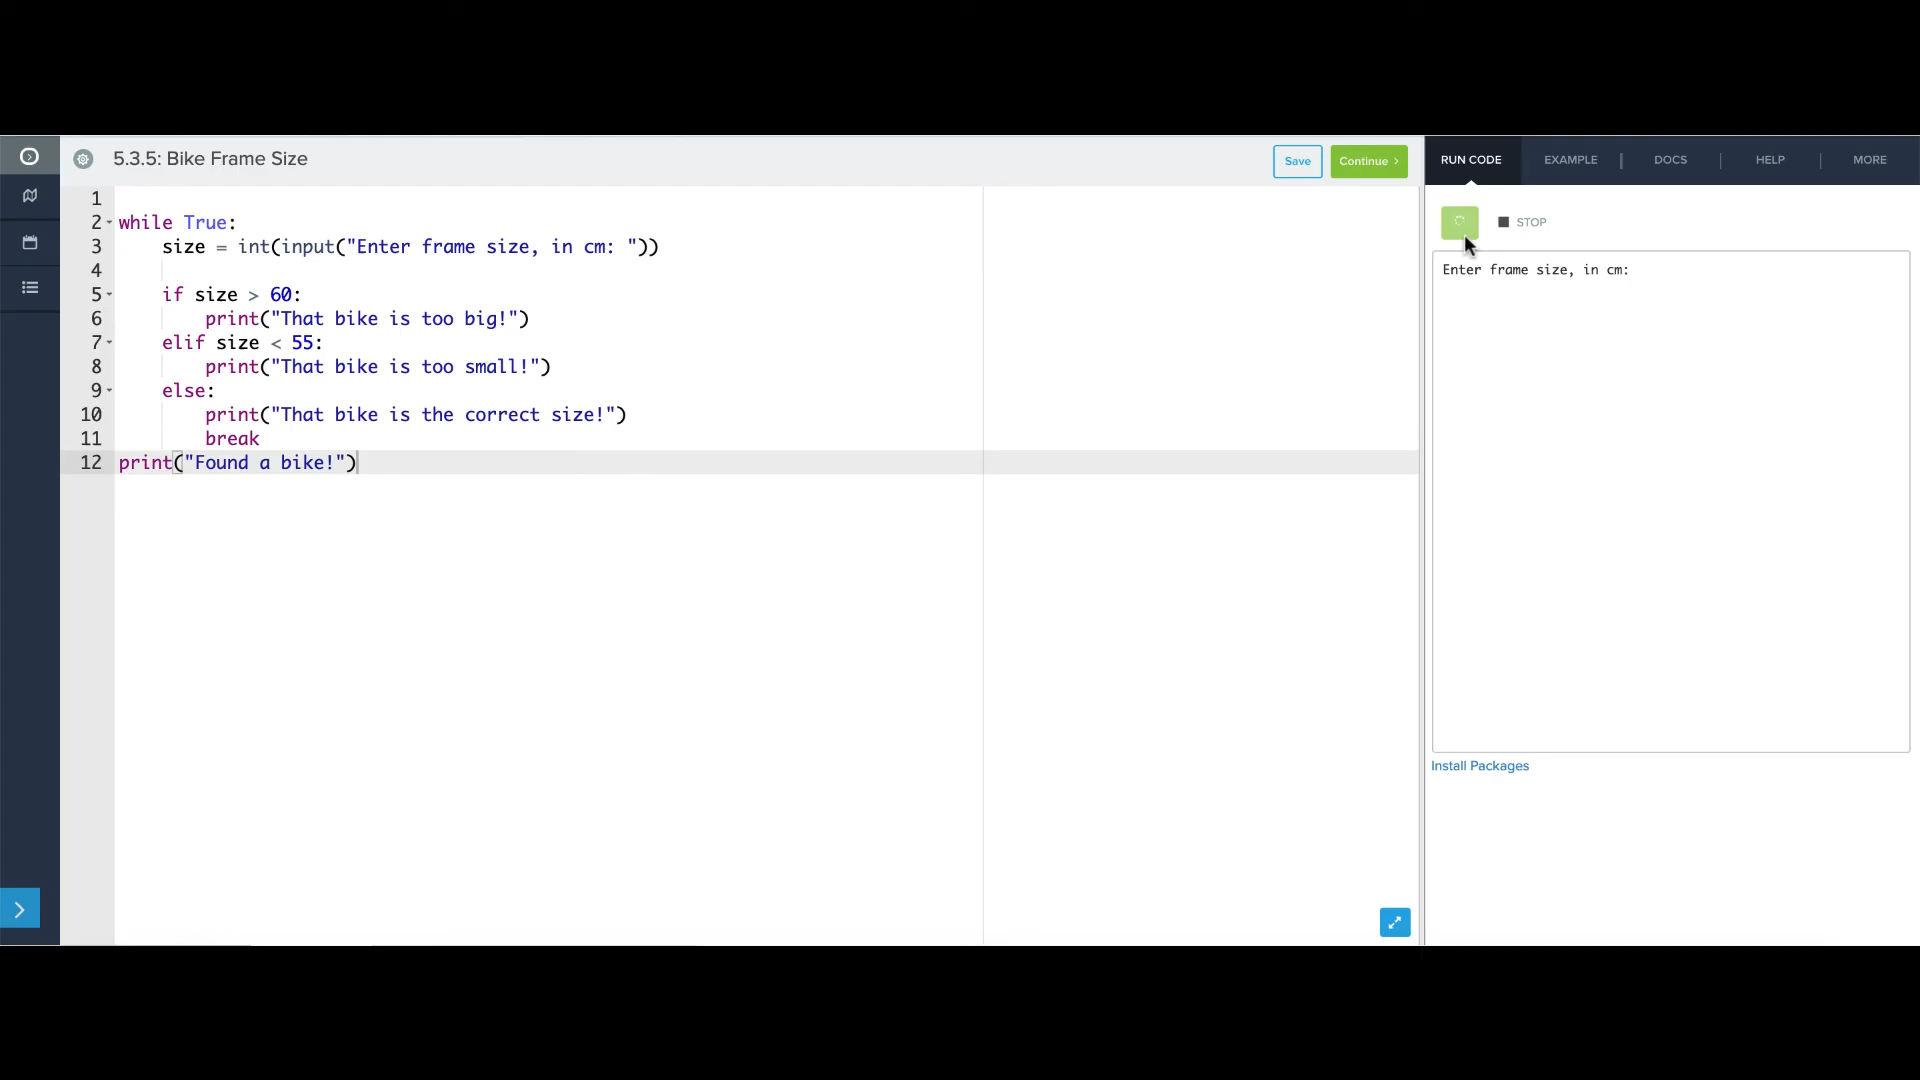 5.3.5: Bike Frame Size
Save
Continue >
1
2 while True:
3     size = int(input("Enter frame size, in cm: "))
4
5     if size > 60:
6         print("That bike is too big!")
7     elif size < 55:
8         print("That bike is too small!")
9     else:
10         print("That bike is the correct size!")
11         break
12 print("Found a bike!")
RUN CODE EXAMPLE | DOCS | HELP | MORE
STOP
Enter frame size, in cm:
Install Packages